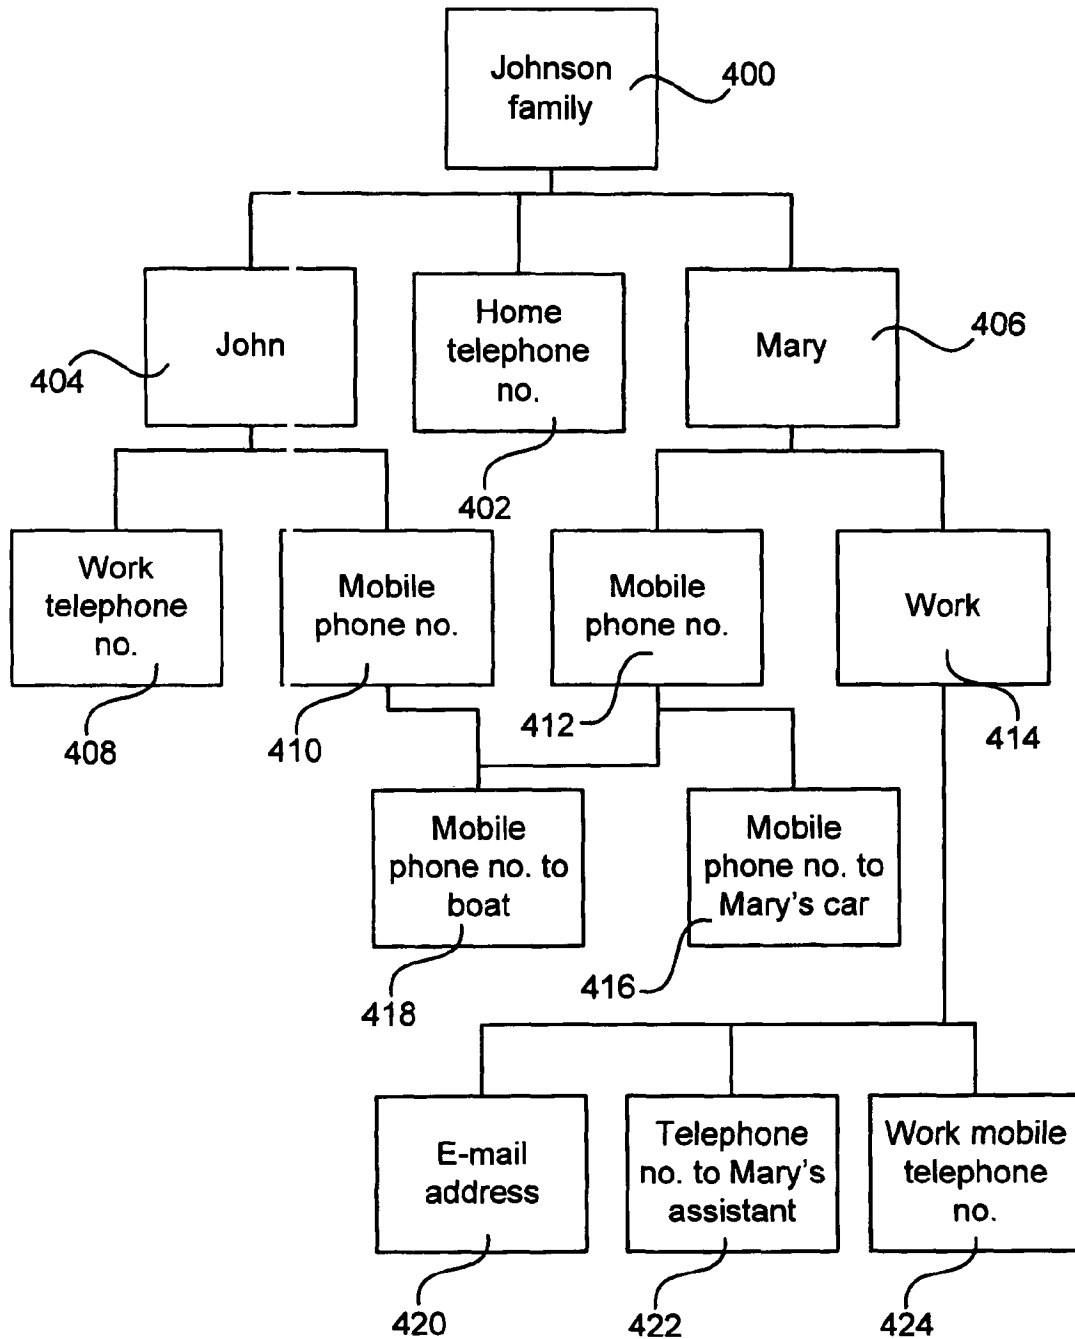 Johnson
family
400
John
404
Home
telephone
no.
402
Mary
406
Work
telephone
no.
408
Mobile
phone no.
410
Mobile
phone no.
412
Work
414
Mobile
phone no. to
boat
418
Mobile
phone no. to
Mary's car
416
E-mail
address
420
Telephone
no. to Mary's
assistant
422
Work mobile
telephone
no.
424